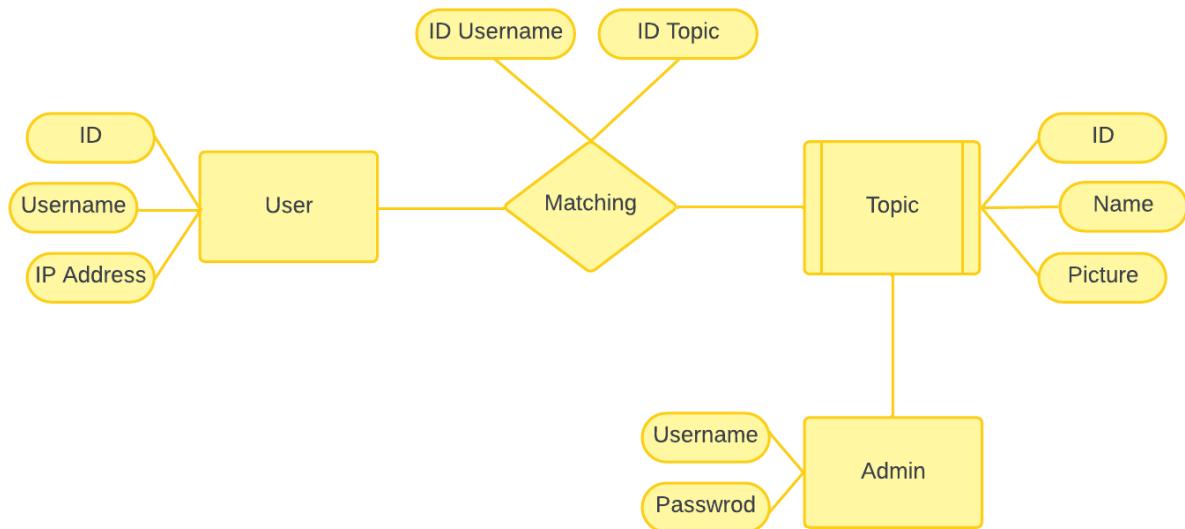 ID Username
ID Topic
ID
Username
IP Address
User
Matching
Topic
ID
Name
Picture
Username
Passwrod
Admin